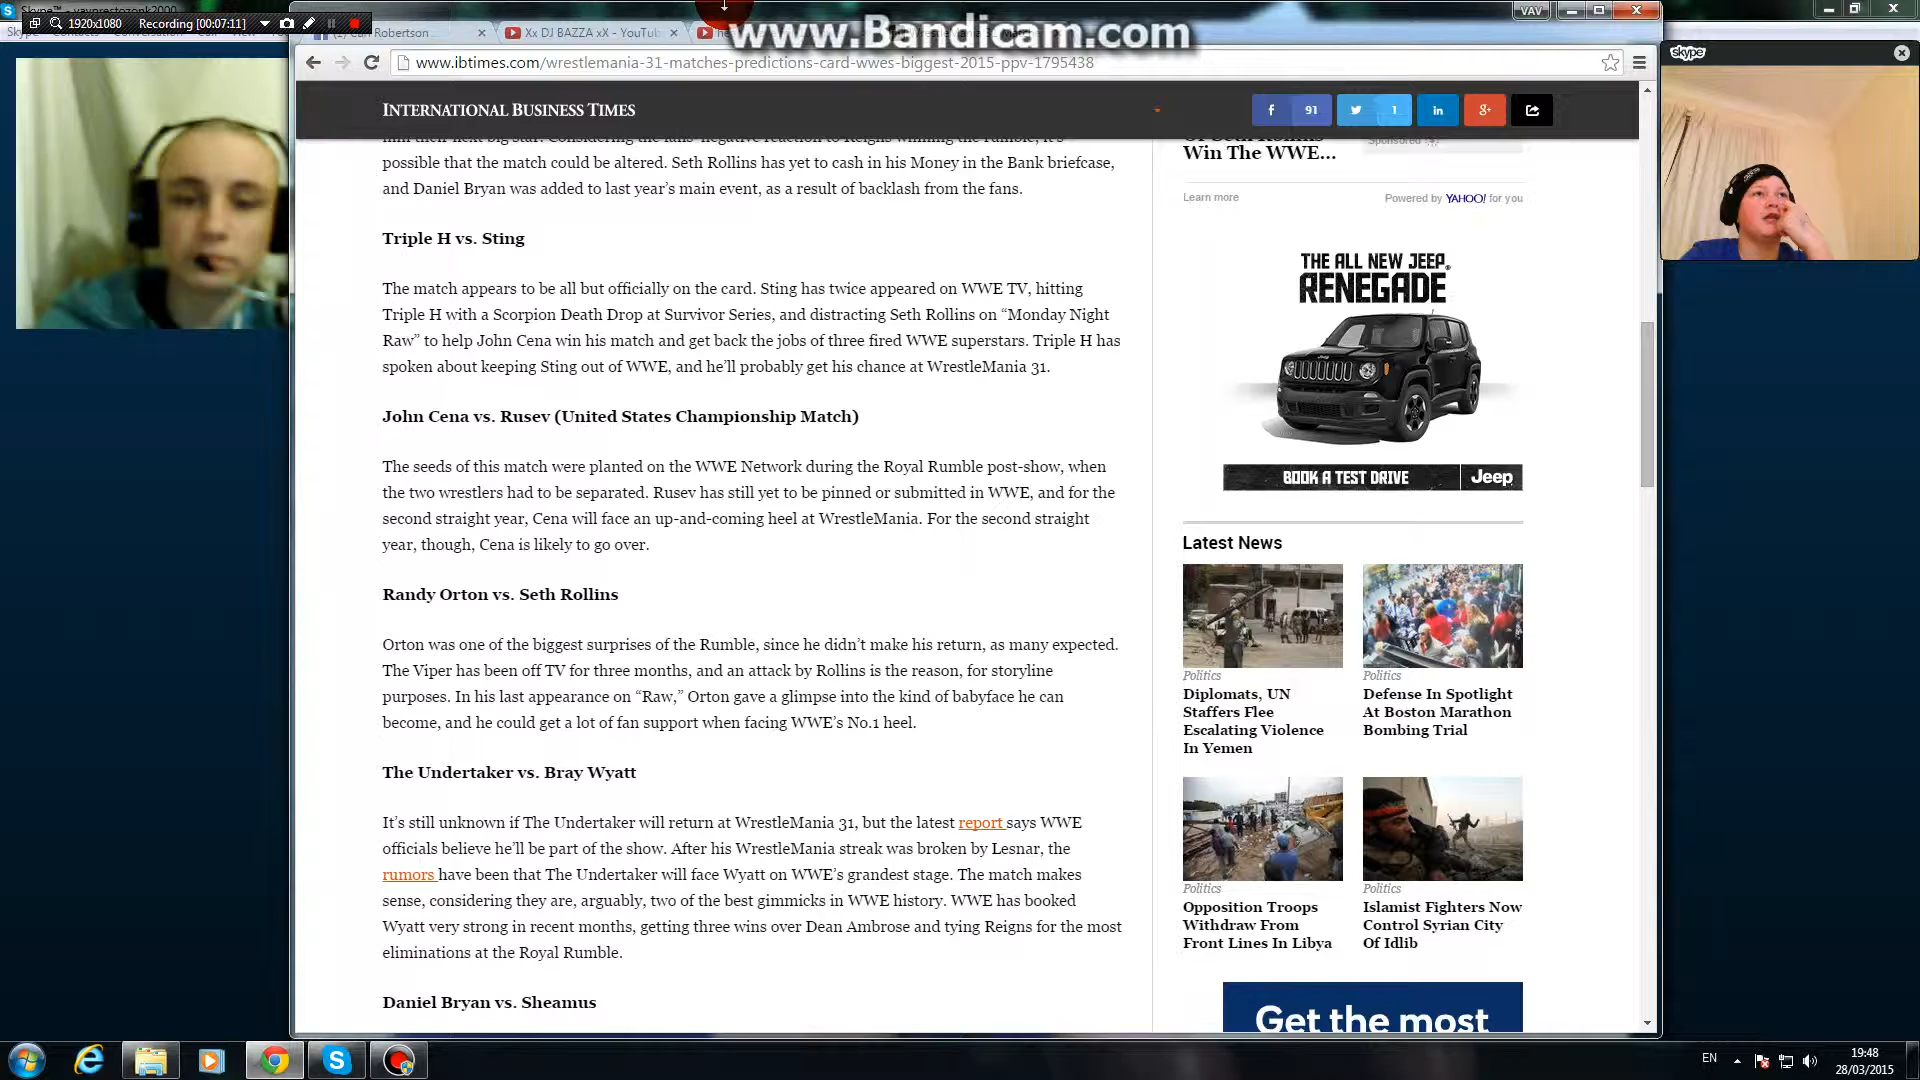 Skype™ - vavprestozonk2000
1920x1080 Recording [00:07:11]
VAV
Robertson
Xx DJ BAZZA xX - YouTub
www.Bandicam.com
www.ibtimes.com/wrestlemania-31-matches-predictions-card-wwes-biggest-2015-ppv-1795438
skype
INTERNATIONAL BUSINESS TIMES
f 91 1 in g+
him their next big star. Considering the fans' negative reaction to Reigns winning the rumble, it's
possible that the match could be altered. Seth Rollins has yet to cash in his Money in the Bank briefcase,
and Daniel Bryan was added to last year's main event, as a result of backlash from the fans.
Triple H vs. Sting
The match appears to be all but officially on the card. Sting has twice appeared on WWE TV, hitting
Triple H with a Scorpion Death Drop at Survivor Series, and distracting Seth Rollins on “Monday Night
Raw” to help John Cena win his match and get back the jobs of three fired WWE superstars. Triple H has
spoken about keeping Sting out of WWE, and he'll probably get his chance at WrestleMania 31.
John Cena vs. Rusev (United States Championship Match)
The seeds of this match were planted on the WWE Network during the Royal Rumble post-show, when
the two wrestlers had to be separated. Rusev has still yet to be pinned or submitted in WWE, and for the
second straight year, Cena will face an up-and-coming heel at WrestleMania. For the second straight
year, though, Cena is likely to go over.
Randy Orton vs. Seth Rollins
Orton was one of the biggest surprises of the Rumble, since he didn't make his return, as many expected.
The Viper has been off TV for three months, and an attack by Rollins is the reason, for storyline
purposes. In his last appearance on “Raw,” Orton gave a glimpse into the kind of babyface he can
become, and he could get a lot of fan support when facing WWE's No.1 heel.
The Undertaker vs. Bray Wyatt
It's still unknown if The Undertaker will return at WrestleMania 31, but the latest report says WWE
officials believe he'll be part of the show. After his WrestleMania streak was broken by Lesnar, the
rumors have been that The Undertaker will face Wyatt on WWE's grandest stage. The match makes
sense, considering they are, arguably, two of the best gimmicks in WWE history. WWE has booked
Wyatt very strong in recent months, getting three wins over Dean Ambrose and tying Reigns for the most
eliminations at the Royal Rumble.
Daniel Bryan vs. Sheamus
Win The WWE...
Sponsored
Learn more
Powered by YAHOO! for you
THE ALL NEW JEEP®
RENEGADE
BOOK A TEST DRIVE Jeep
Latest News
Politics
Diplomats, UN
Staffers Flee
Escalating Violence
In Yemen
Politics
Defense In Spotlight
At Boston Marathon
Bombing Trial
Politics
Opposition Troops
Withdraw From
Front Lines In Libya
Politics
Islamist Fighters Now
Control Syrian City
Of Idlib
Get the most
EN
19:48
28/03/2015